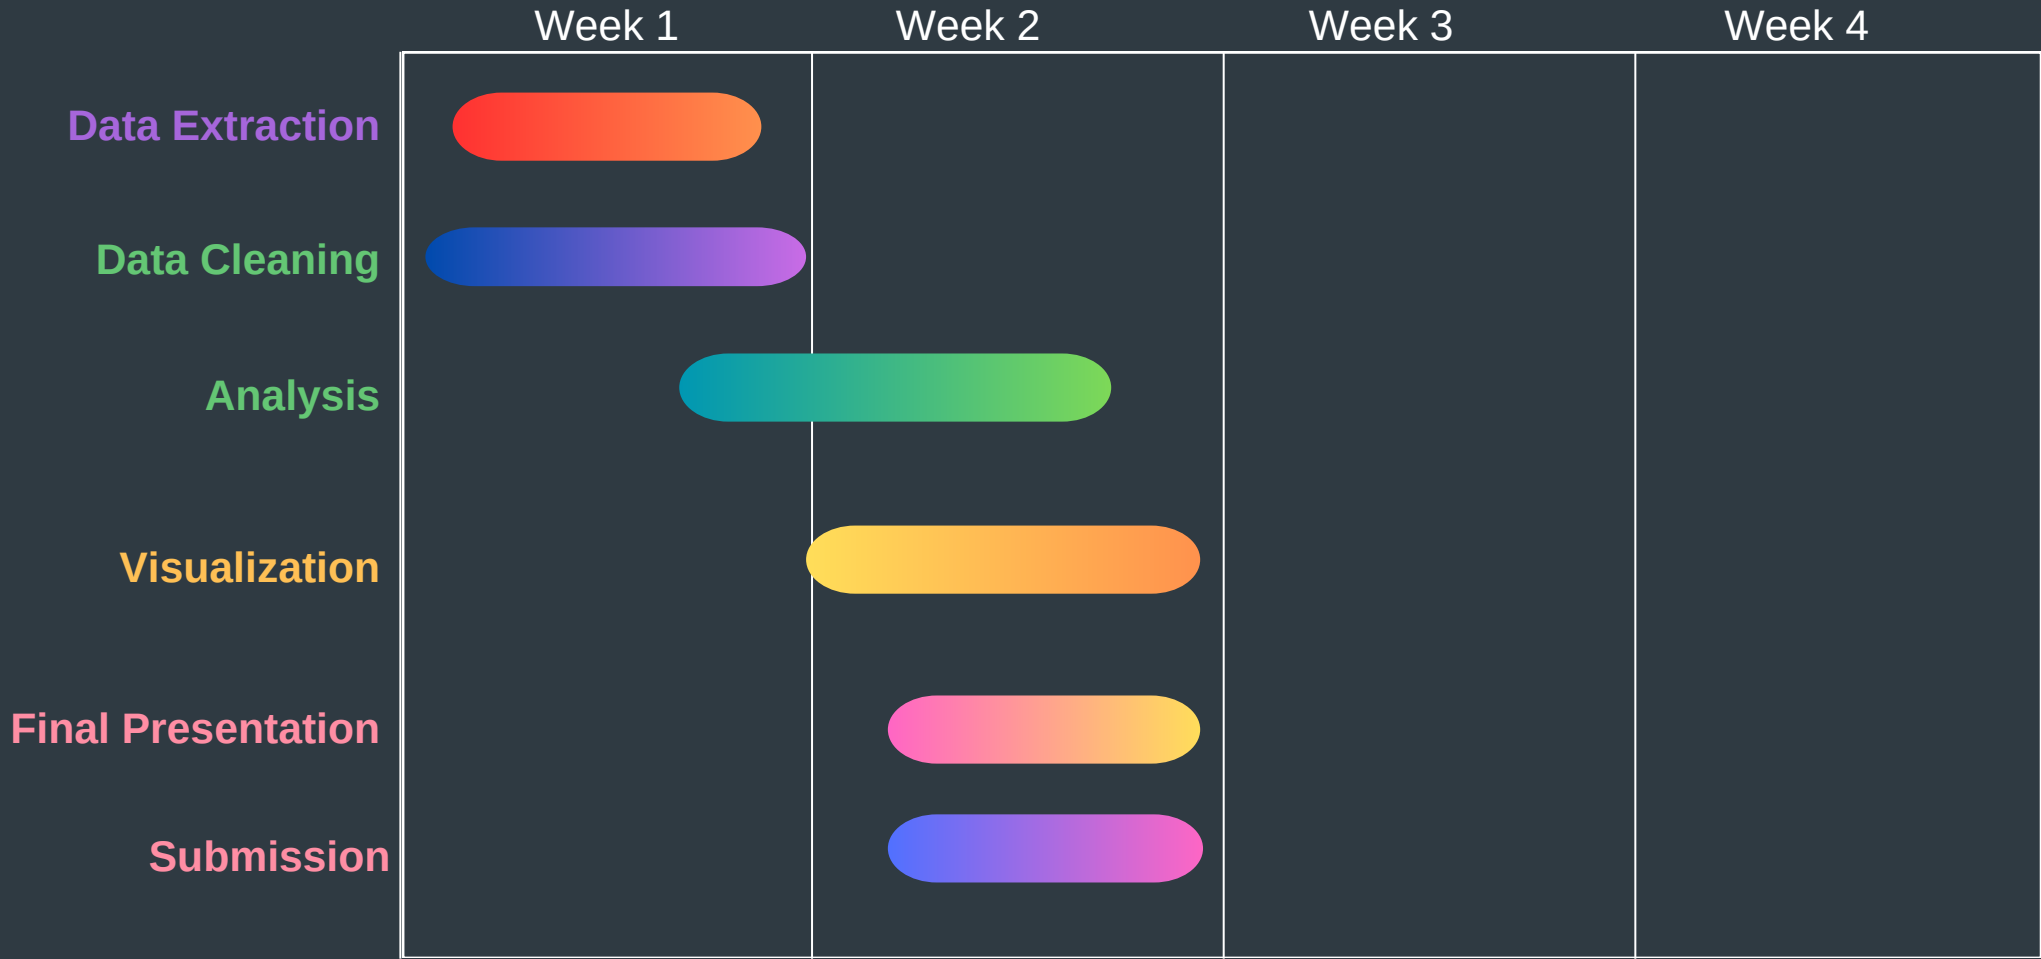 Week 1 Week 2 Week 3 Week 4
Data Extraction
Data Cleaning
Analysis
Visualization
Final Presentation
Submission